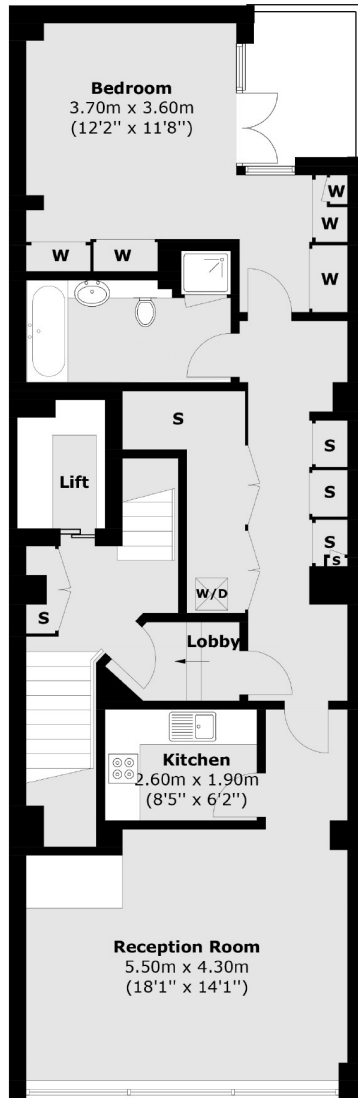 Bedroom
3.70m x 3.60m
(12'2" x 11'8")
W
W
W
W
W
S
S
S
S
S
Lift
S
W/D
Lobby
Kitchen
2.60m x 1.90m
(8'5" x 6'2")
Reception Room
5.50m x 4.30m
(18'1" x 14'1")